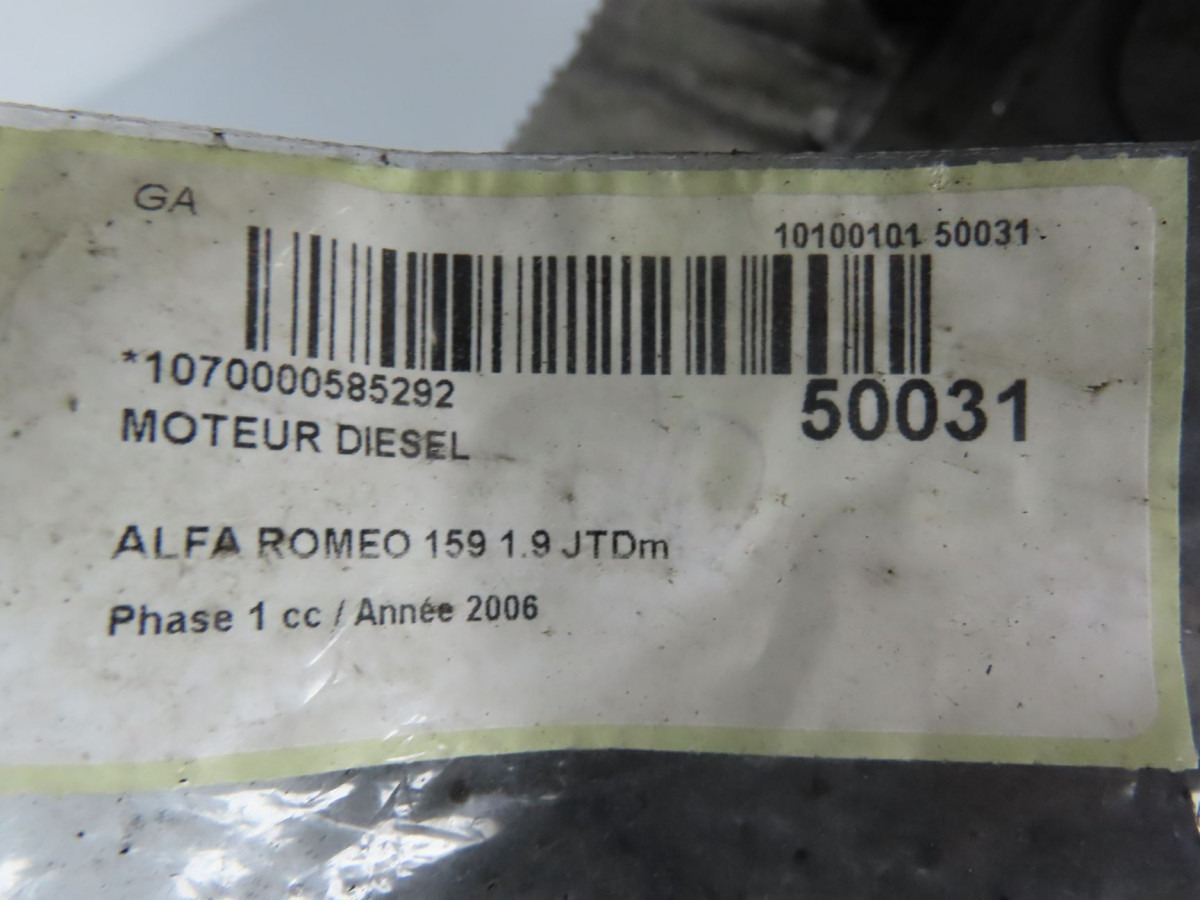 GA
10100101 50031
*1070000585292
50031
MOTEUR DIESEL
ALFA ROMEO 159 1.9 JTDm
Phase 1 cc / Année 2006